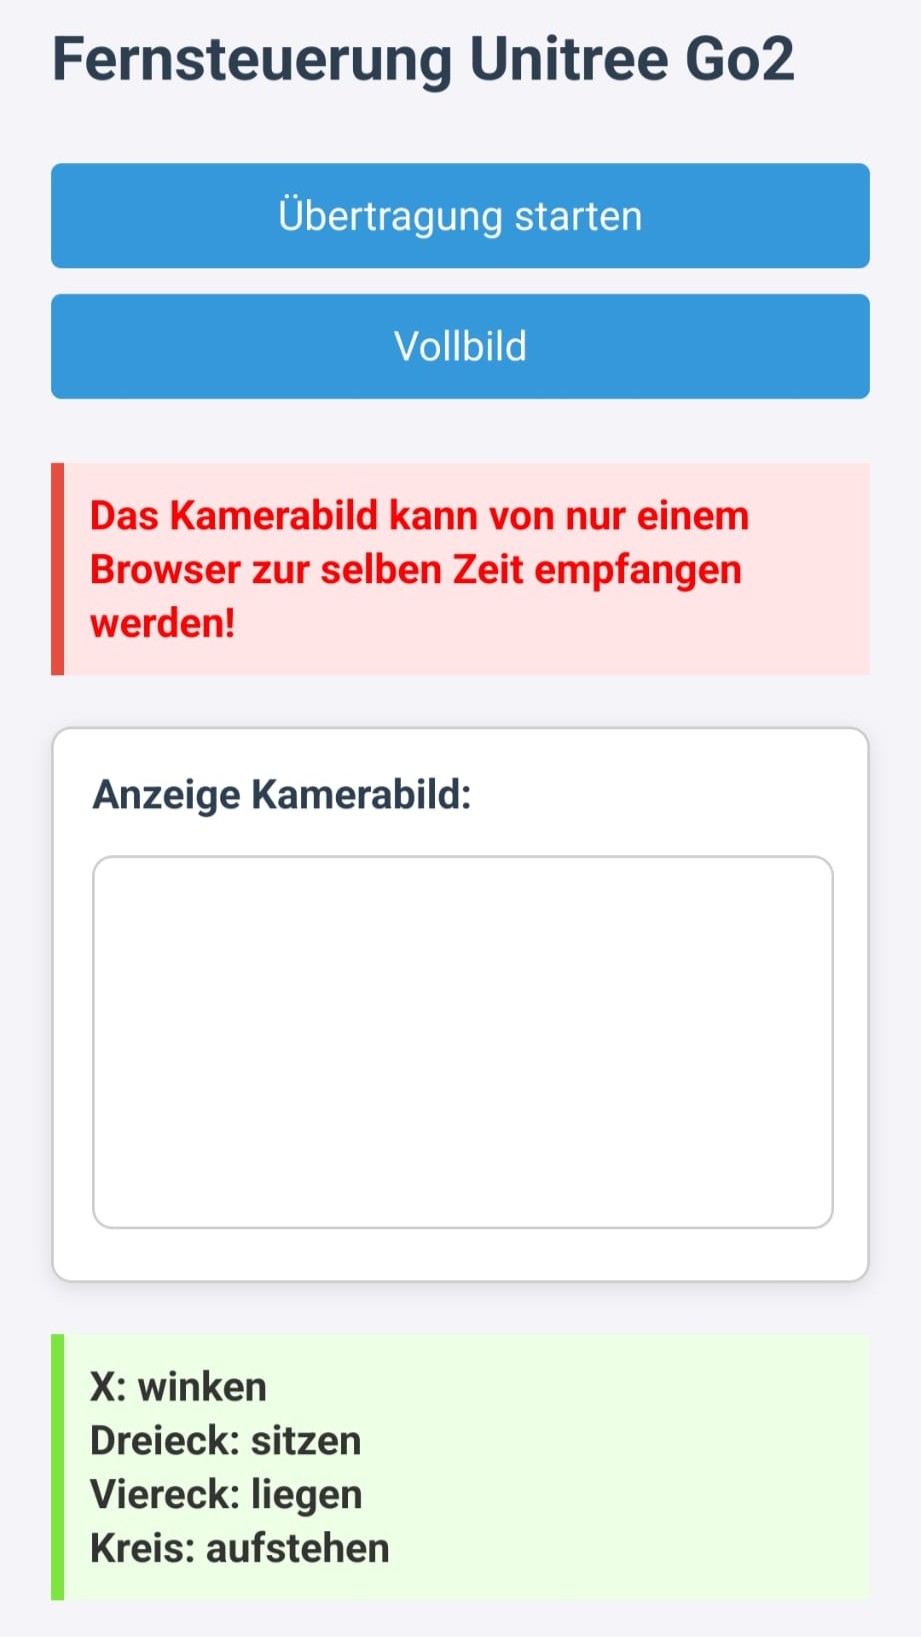 Fernsteuerung Unitree Go2
Übertragung starten
Vollbild
Das Kamerabild kann von nur einem
Browser zur selben Zeit empfangen
werden!
Anzeige Kamerabild:
X: winken
Dreieck: sitzen
Viereck: liegen
Kreis: aufstehen